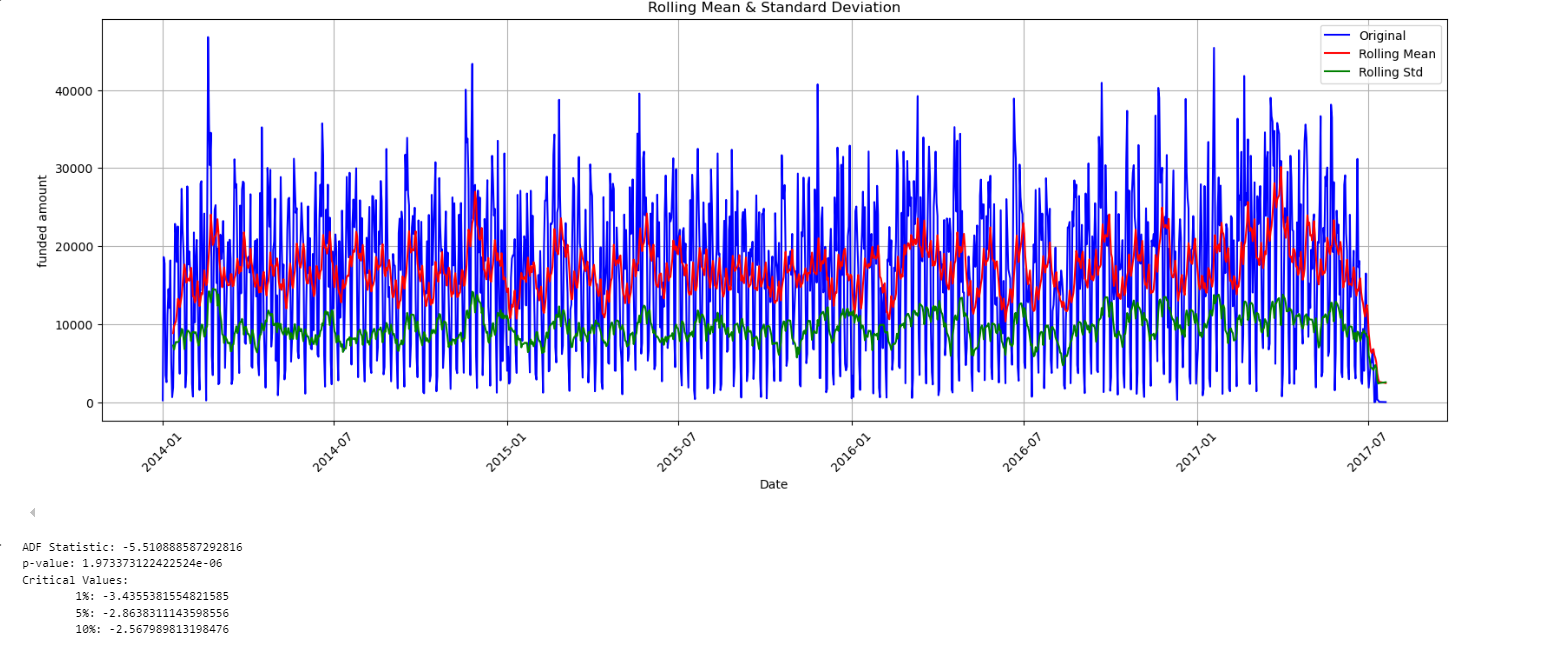 Rolling Mean & Standard Deviation
Original
Rolling Mean
Rolling Std
40000
30000
20000
10000
0
funded amount
2014-01
2014-07
2015-01
2015-07
2016-01
2016-07
2017-01
2017-07
Date
ADF Statistic: -5.510888587292816
p-value: 1.973373122422524e-06
Critical Values:
1%: -3.4355381554821585
5%: -2.8638311143598556
10%: -2.567989813198476